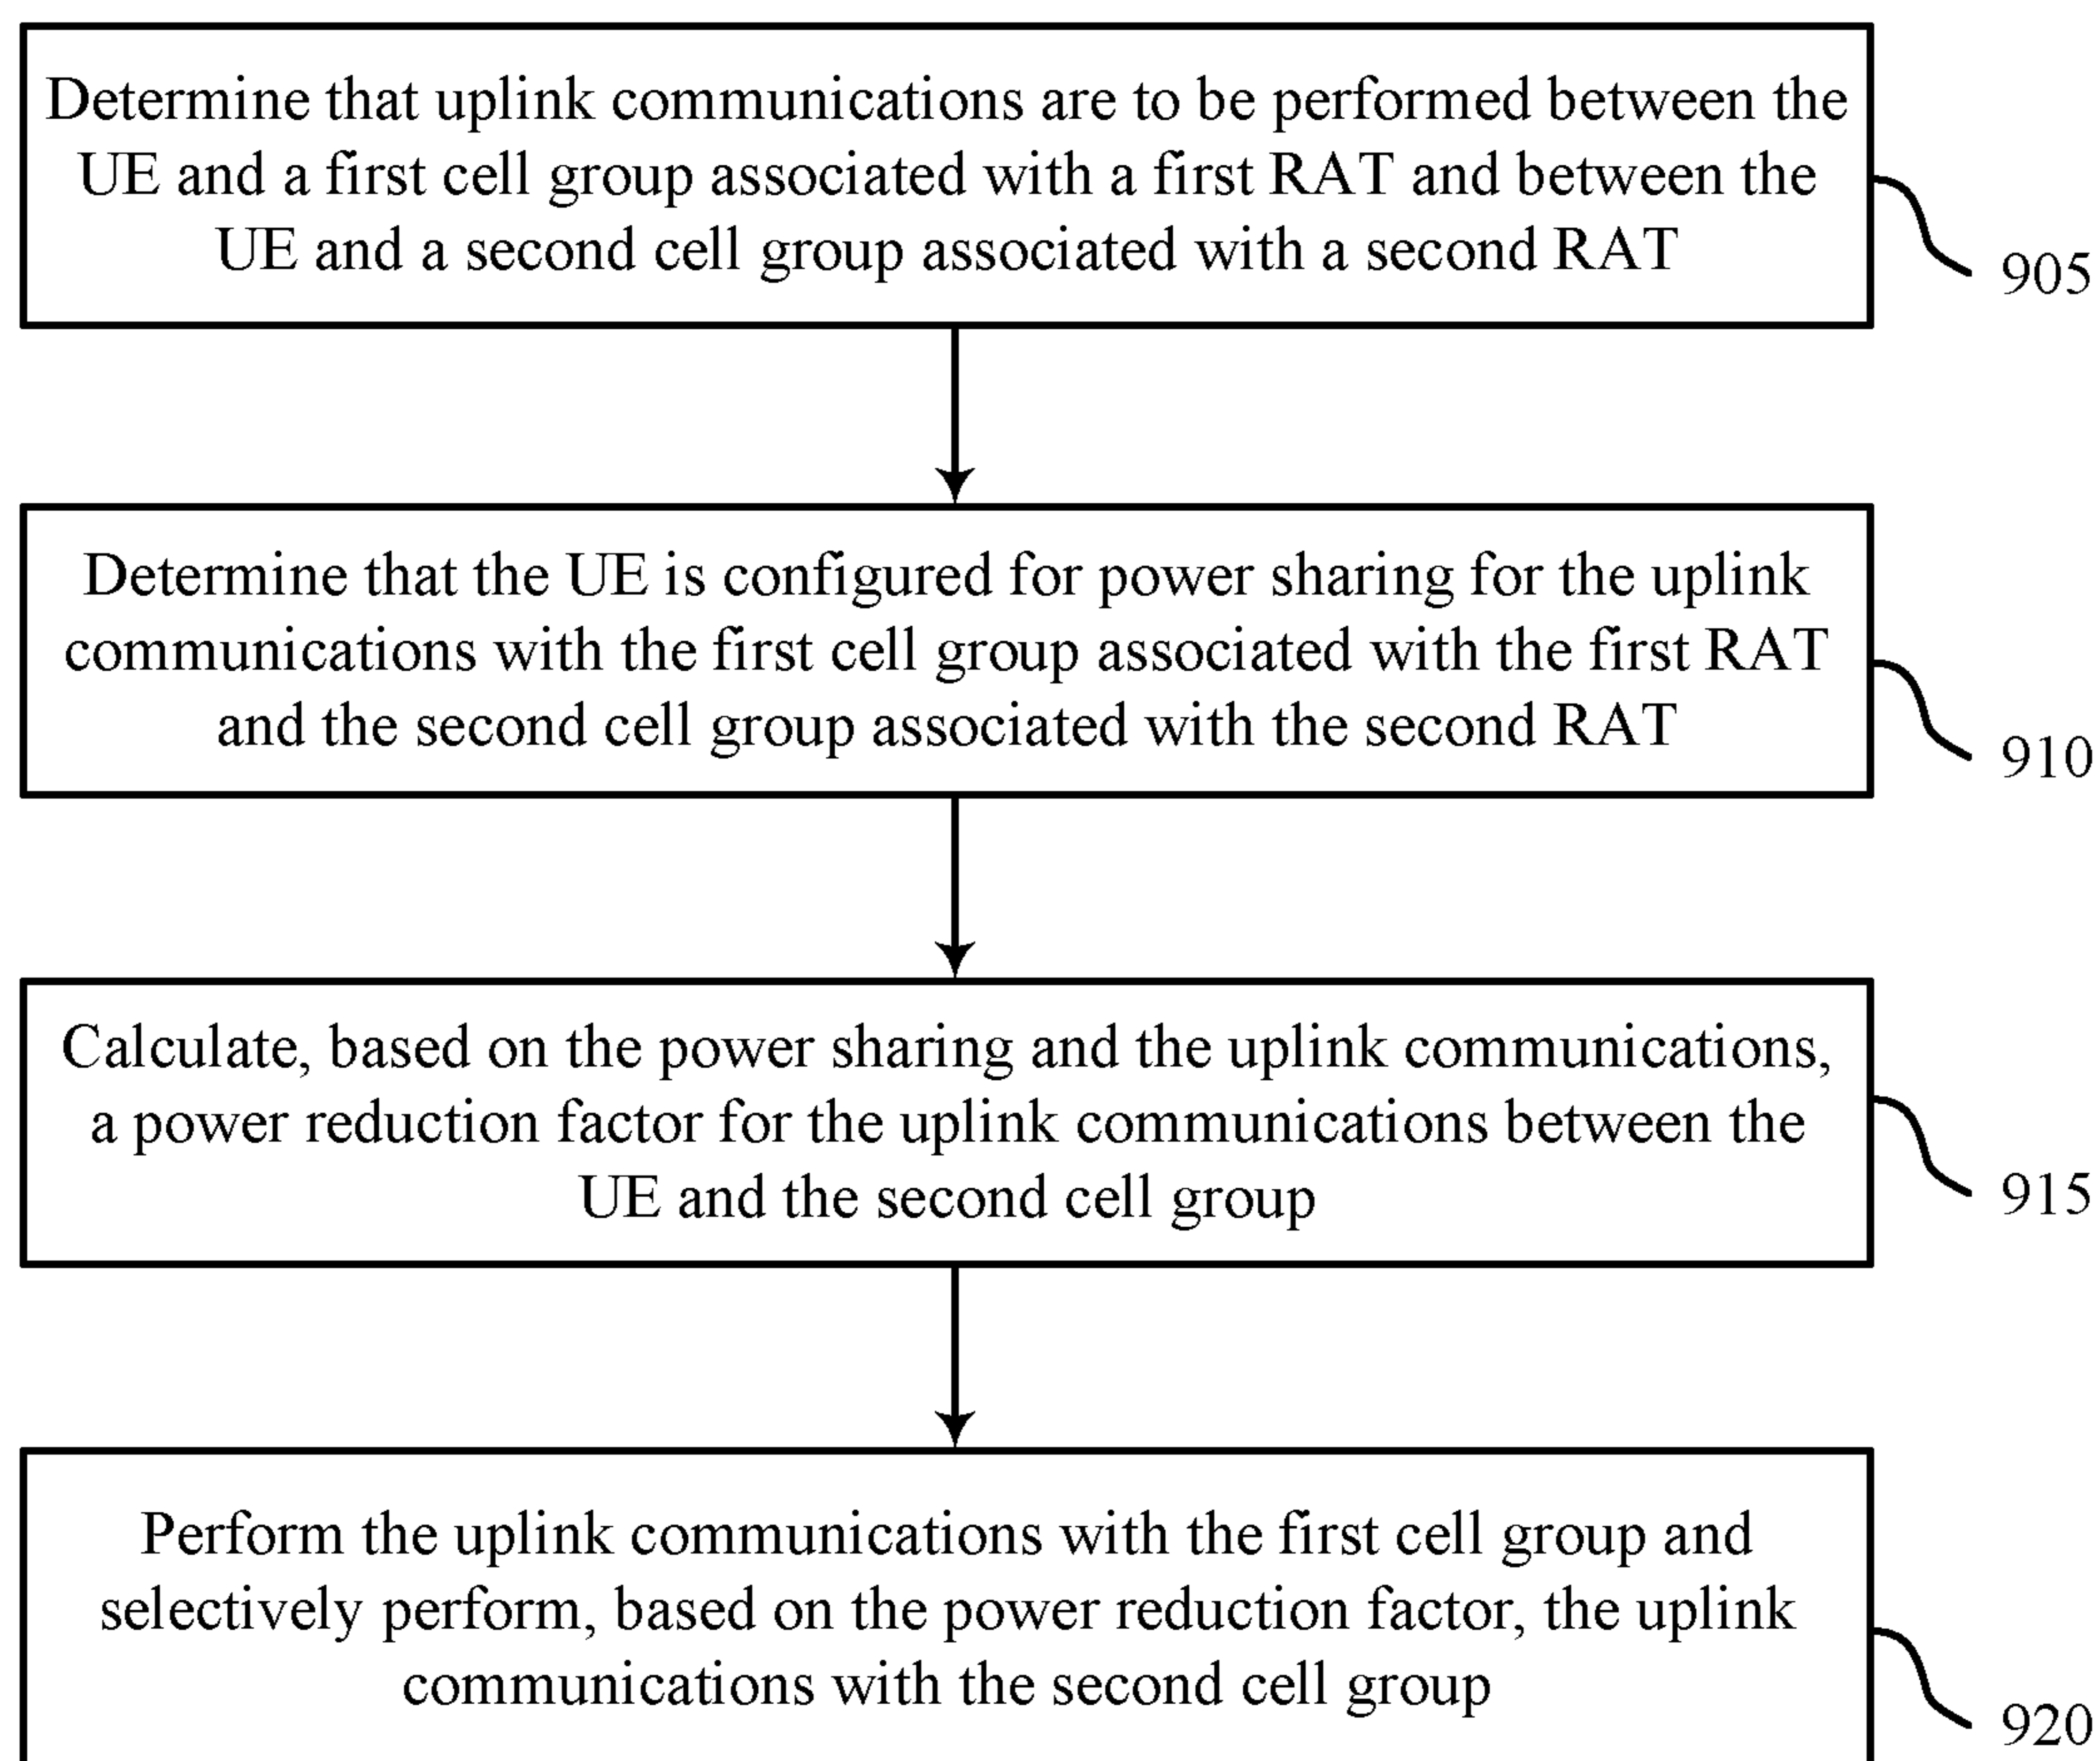 Determine that uplink communications are to be performed between the
UE and a first cell group associated with a first RAT and between the
UE and a second cell group associated with a second RAT
905
Determine that the UE is configured for power sharing for the uplink
communications with the first cell group associated with the first RAT
and the second cell group associated with the second RAT
910
Calculate, based on the power sharing and the uplink communications,
a power reduction factor for the uplink communications between the
UE and the second cell group
915
Perform the uplink communications with the first cell group and
selectively perform, based on the power reduction factor, the uplink
communications with the second cell group
920